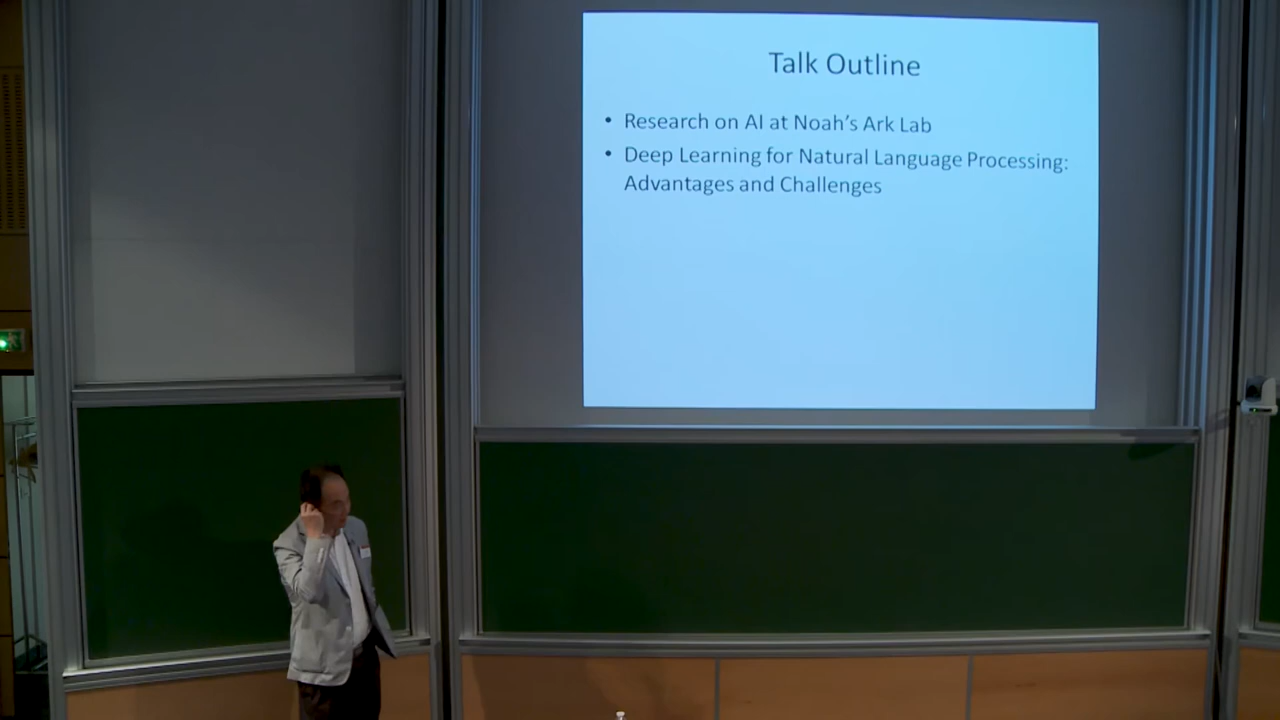 Talk Outline
• Research on AI at Noah's Ark Lab
• Deep Learning for Natural Language Processing:
Advantages and Challenges